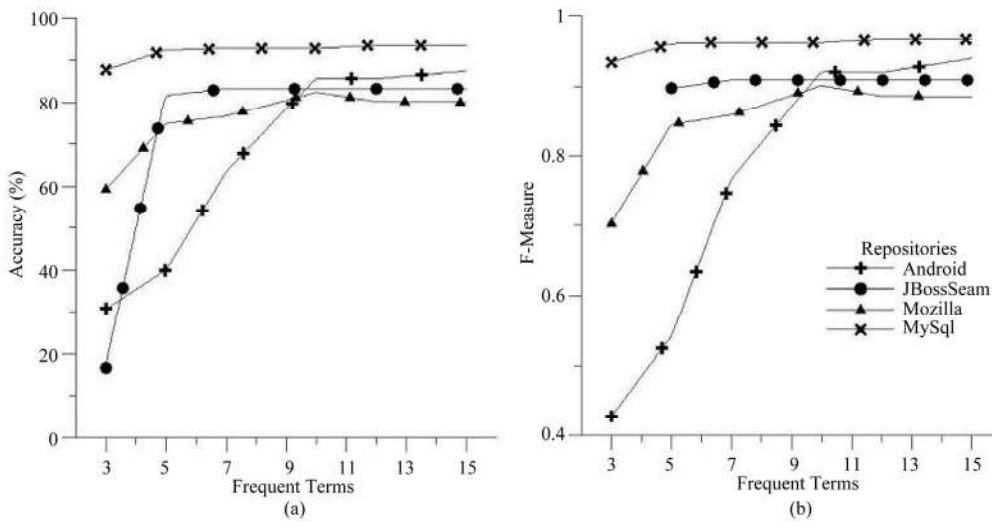 100
80
60
40
20
0
Accuracy (%)
3 5 7 9 11 13 15
Frequent Terms
(a)
1
0.8
0.6
0.4
F-Measure
Repositories
Android
JBossSeam
Mozilla
MySql
3 5 7 9 11 13 15
Frequent Terms
(b)